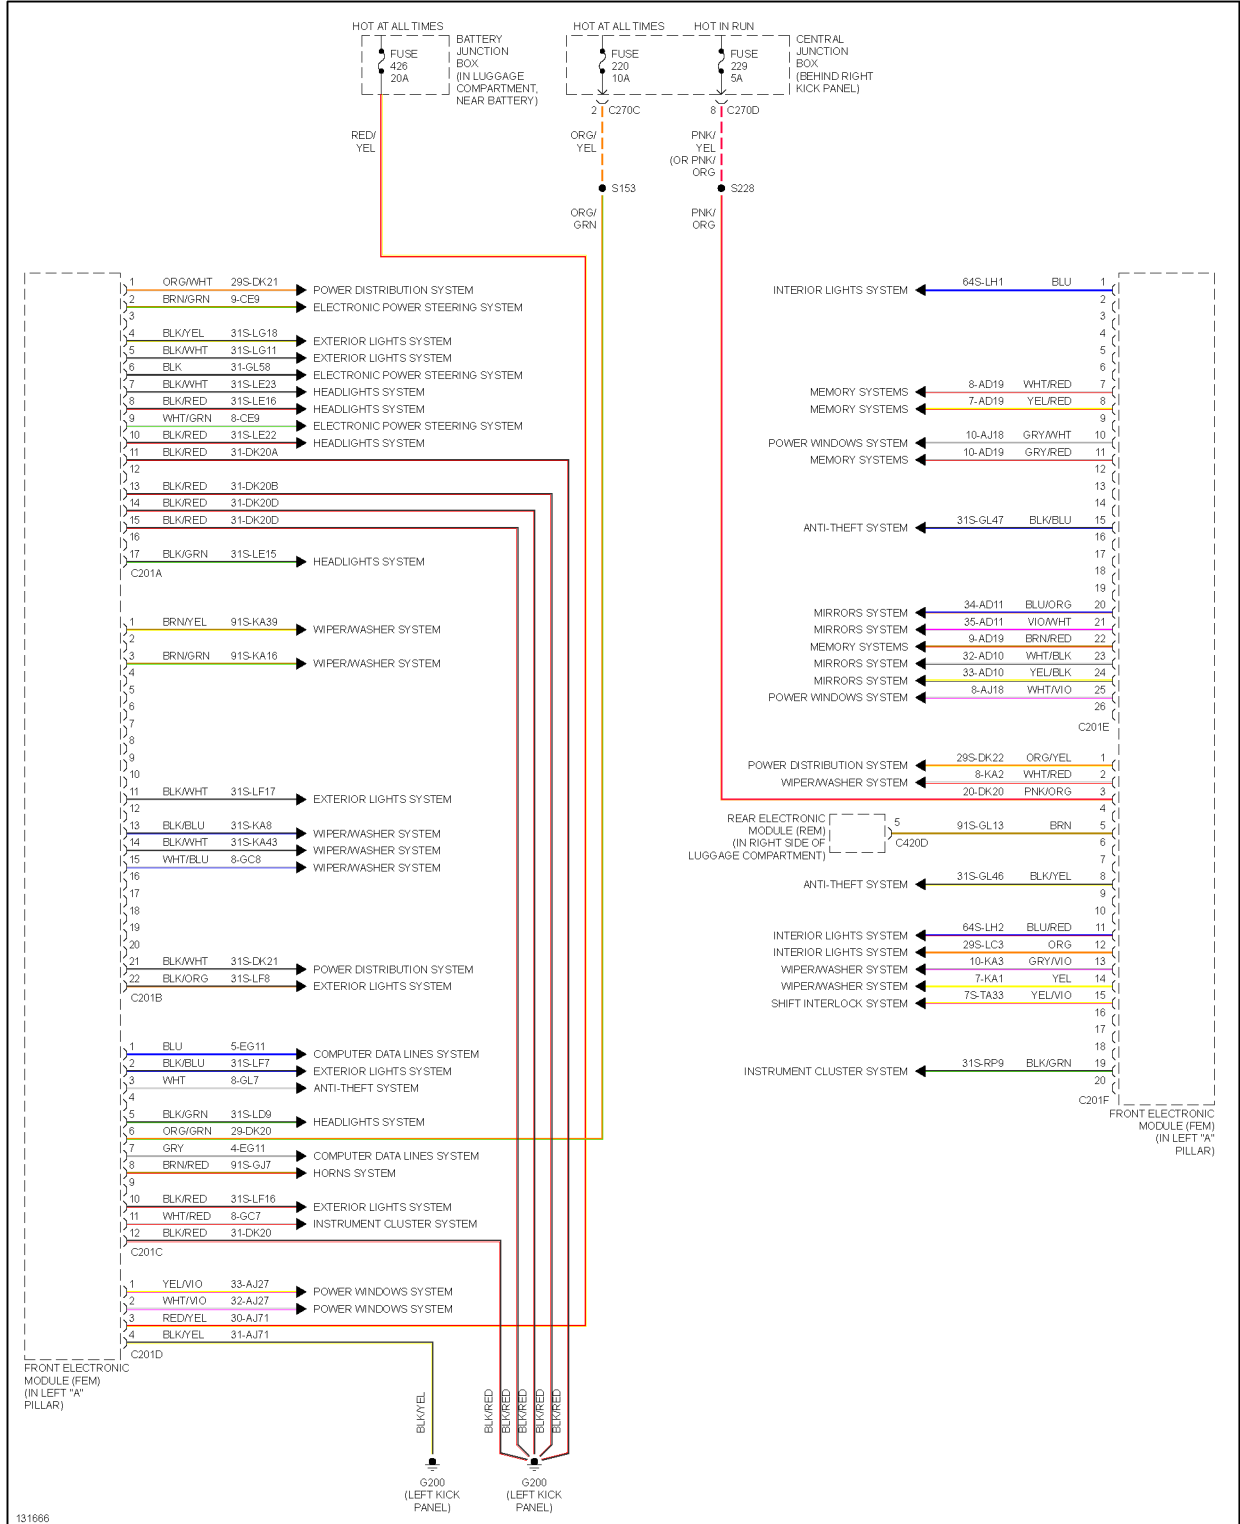 HOT AT ALL TIMES
FUSE
426
20A
BATTERY
JUNCTION
BOX
(IN LUGGAGE
COMPARTMENT,
NEAR BATTERY)
HOT AT ALL TIMES
HOT IN RUN
FUSE
220
10A
FUSE
229
5A
CENTRAL
JUNCTION
BOX
(BEHIND RIGHT
KICK PANEL)
2 C270C
8 C270D
RED/
YEL
ORG/
YEL
PNK/
YEL
(OR PNK/
ORG
S153
S228
ORG/
GRN
PNK/
ORG
1 ORG/WHT 29S-DK21 POWER DISTRIBUTION SYSTEM
2 BRN/GRN 9-CE9 ELECTRONIC POWER STEERING SYSTEM
3
4 BLK/YEL 31S-LG18 EXTERIOR LIGHTS SYSTEM
5 BLK/WHT 31S-LG11 EXTERIOR LIGHTS SYSTEM
6 BLK 31-GL58 ELECTRONIC POWER STEERING SYSTEM
7 BLK/WHT 31S-LE23 HEADLIGHTS SYSTEM
8 BLK/RED 31S-LE16 HEADLIGHTS SYSTEM
9 WHT/GRN 8-CE9 ELECTRONIC POWER STEERING SYSTEM
10 BLK/RED 31S-LE22 HEADLIGHTS SYSTEM
11 BLK/RED 31-DK20A
12
13 BLK/RED 31-DK20B
14 BLK/RED 31-DK20D
15 BLK/RED 31-DK20D
16
17 BLK/GRN 31S-LE15 HEADLIGHTS SYSTEM
C201A
1 BRN/YEL 91S-KA39 WIPER/WASHER SYSTEM
2
3 BRN/GRN 91S-KA16 WIPER/WASHER SYSTEM
4
5
6
7
8
9
10
11 BLK/WHT 31S-LF17 EXTERIOR LIGHTS SYSTEM
12
13 BLK/BLU 31S-KA8 WIPER/WASHER SYSTEM
14 BLK/WHT 31S-KA43 WIPER/WASHER SYSTEM
15 WHT/BLU 8-GC8 WIPER/WASHER SYSTEM
16
17
18
19
20
21 BLK/WHT 31S-DK21 POWER DISTRIBUTION SYSTEM
22 BLK/ORG 31S-LF8 EXTERIOR LIGHTS SYSTEM
C201B
1 BLU 5-EG11 COMPUTER DATA LINES SYSTEM
2 BLK/BLU 31S-LF7 EXTERIOR LIGHTS SYSTEM
3 WHT 8-GL7 ANTI-THEFT SYSTEM
4
5 BLK/GRN 31S-LD9 HEADLIGHTS SYSTEM
6 ORG/GRN 29-DK20
7 GRY 4-EG11 COMPUTER DATA LINES SYSTEM
8 BRN/RED 91S-GJ7 HORNS SYSTEM
9
10 BLK/RED 31S-LF16 EXTERIOR LIGHTS SYSTEM
11 WHT/RED 8-GC7 INSTRUMENT CLUSTER SYSTEM
12 BLK/RED 31-DK20
C201C
1 YEL/VIO 33-AJ27 POWER WINDOWS SYSTEM
2 WHT/VIO 32-AJ27 POWER WINDOWS SYSTEM
3 RED/YEL 30-AJ71
4 BLK/YEL 31-AJ71
C201D
FRONT ELECTRONIC
MODULE (FEM)
(IN LEFT "A"
PILLAR)
BLK/YEL
BLK/RED
BLK/RED
BLK/RED
BLK/RED
BLK/RED
G200
(LEFT KICK
PANEL)
G200
(LEFT KICK
PANEL)
INTERIOR LIGHTS SYSTEM 64S-LH1 BLU 1
2
3
4
5
6
MEMORY SYSTEMS 8-AD19 WHT/RED 7
MEMORY SYSTEMS 7-AD19 YEL/RED 8
9
POWER WINDOWS SYSTEM 10-AJ18 GRY/WHT 10
MEMORY SYSTEMS 10-AD19 GRY/RED 11
12
13
14
ANTI-THEFT SYSTEM 31S-GL47 BLK/BLU 15
16
17
18
19
MIRRORS SYSTEM 34-AD11 BLU/ORG 20
MIRRORS SYSTEM 35-AD11 VIO/WHT 21
MEMORY SYSTEMS 9-AD19 BRN/RED 22
MIRRORS SYSTEM 32-AD10 WHT/BLK 23
MIRRORS SYSTEM 33-AD10 YEL/BLK 24
POWER WINDOWS SYSTEM 8-AJ18 WHT/VIO 25
26
C201E
POWER DISTRIBUTION SYSTEM 29S-DK22 ORG/YEL 1
WIPER/WASHER SYSTEM 8-KA2 WHT/RED 2
20-DK20 PNK/ORG 3
4
REAR ELECTRONIC
MODULE (REM)
(IN RIGHT SIDE OF
LUGGAGE COMPARTMENT)
5
C420D
91S-GL13 BRN 5
6
7
ANTI-THEFT SYSTEM 31S-GL46 BLK/YEL 8
9
10
INTERIOR LIGHTS SYSTEM 64S-LH2 BLU/RED 11
INTERIOR LIGHTS SYSTEM 29S-LC3 ORG 12
WIPER/WASHER SYSTEM 10-KA3 GRY/VIO 13
WIPER/WASHER SYSTEM 7-KA1 YEL 14
SHIFT INTERLOCK SYSTEM 7S-TA33 YEL/VIO 15
16
17
18
INSTRUMENT CLUSTER SYSTEM 31S-RP9 BLK/GRN 19
20
C201F
FRONT ELECTRONIC
MODULE (FEM)
(IN LEFT "A"
PILLAR)
131666